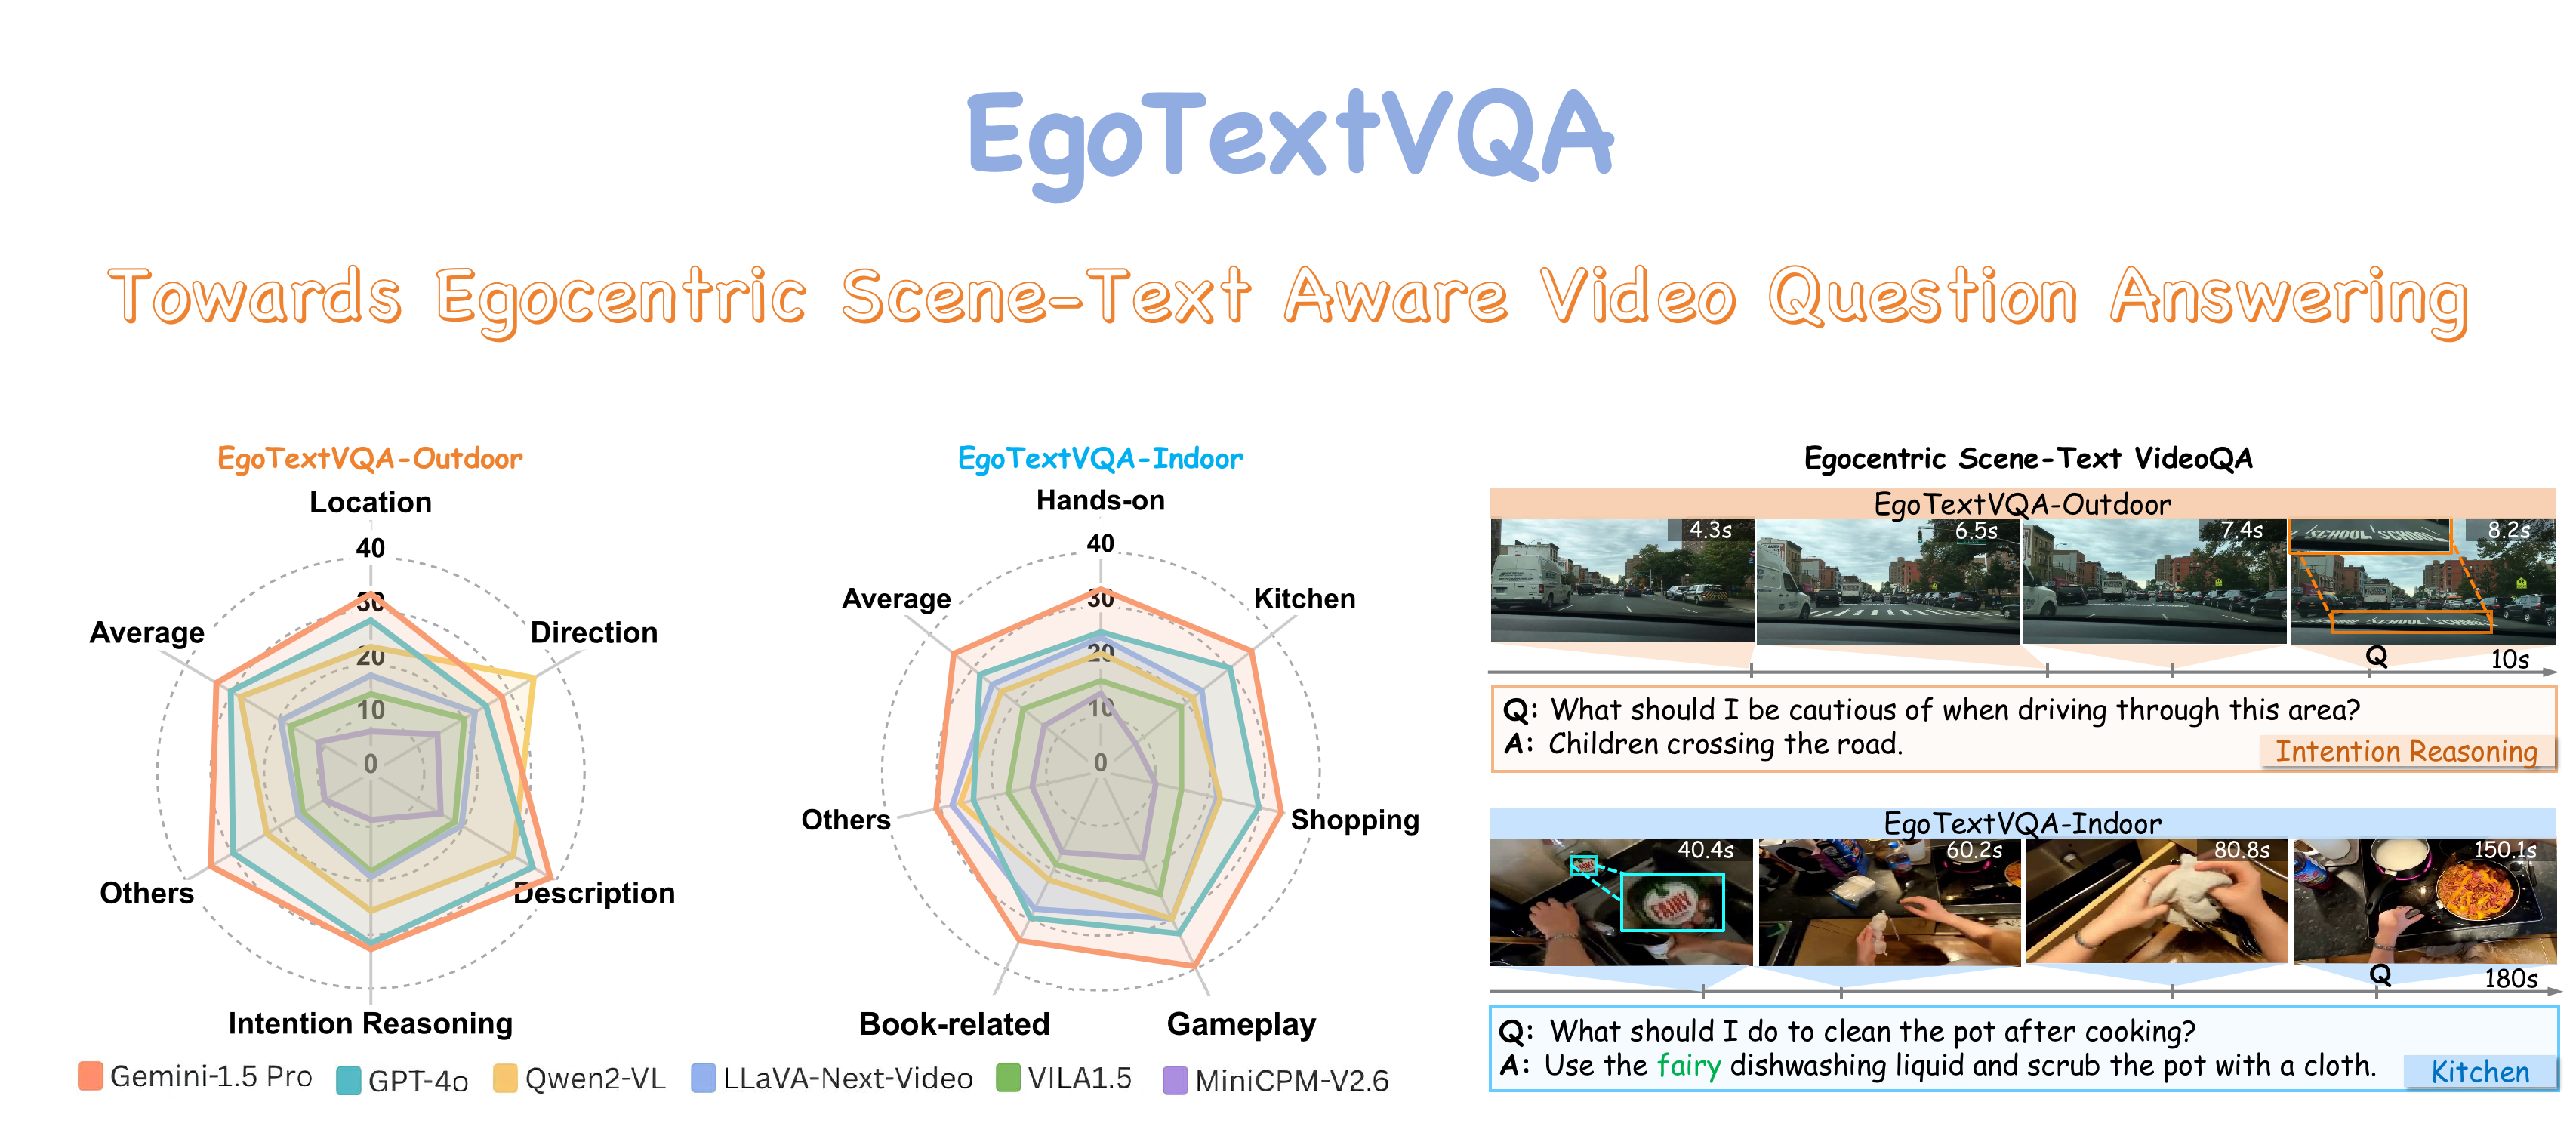 EgoTextVQA
Towards Egocentric Scene-Text Aware Video Question Answering
EgoTextVQA-Outdoor
Location
40
30
20
10
0
Average
Direction
Others
Description
Intention Reasoning
EgoTextVQA-Indoor
Hands-on
40
30
20
10
0
Average
Kitchen
Others
Shopping
Book-related
Gameplay
Gemini-1.5 Pro
GPT-4o
Qwen2-VL
LLaVA-Next-Video
VILA1.5
MiniCPM-V2.6
Egocentric Scene-Text VideoQA
EgoTextVQA-Outdoor
4.3s
6.5s
7.4s
8.2s
SCHOOL SCHOOL
SCHOOL SCHOOL
Q
10s
Q: What should I be cautious of when driving through this area?
A: Children crossing the road.
Intention Reasoning
EgoTextVQA-Indoor
40.4s
60.2s
80.8s
150.1s
FAIRY
Q
180s
Q: What should I do to clean the pot after cooking?
A: Use the fairy dishwashing liquid and scrub the pot with a cloth.
Kitchen